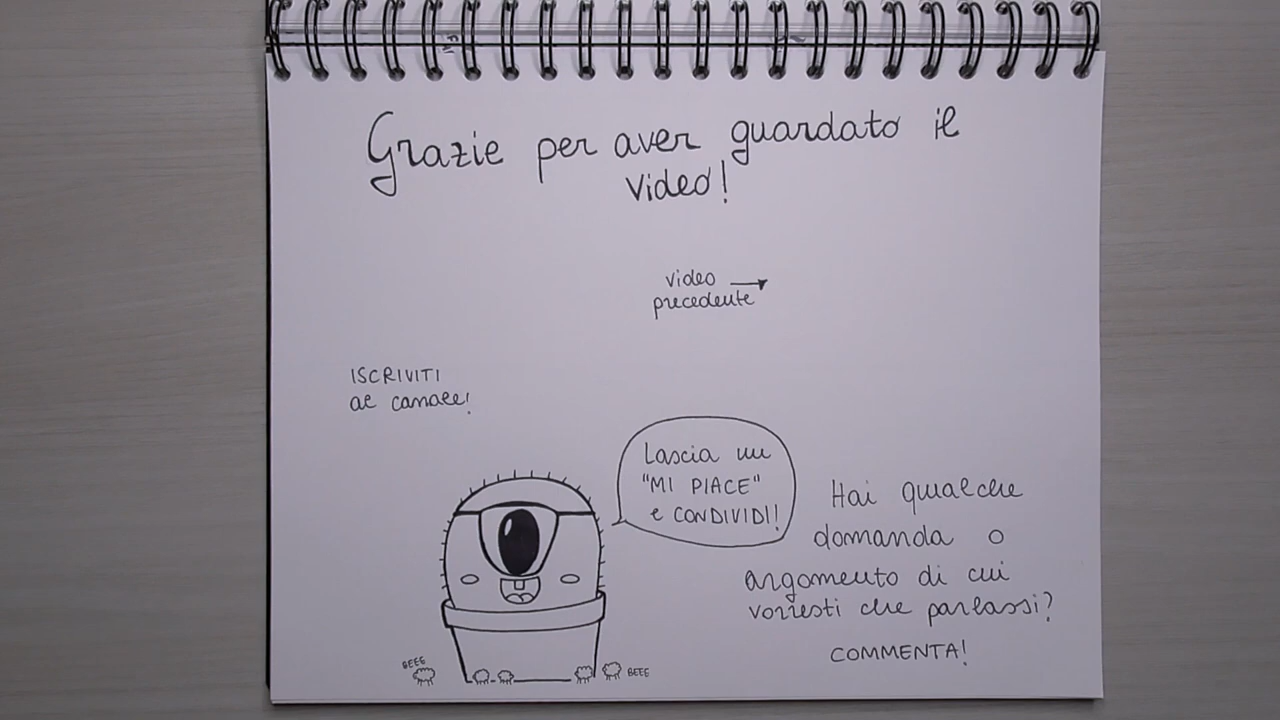 Grazie per aver guardato il
video!
video
precedente
ISCRIVITI
al canale!
Lascia un
"MI PIACE"
e CONDIVIDI!
Hai qualche
domanda o
argomento di cui
vorresti che parlassi?
COMMENTA!
BEEE
BEEE